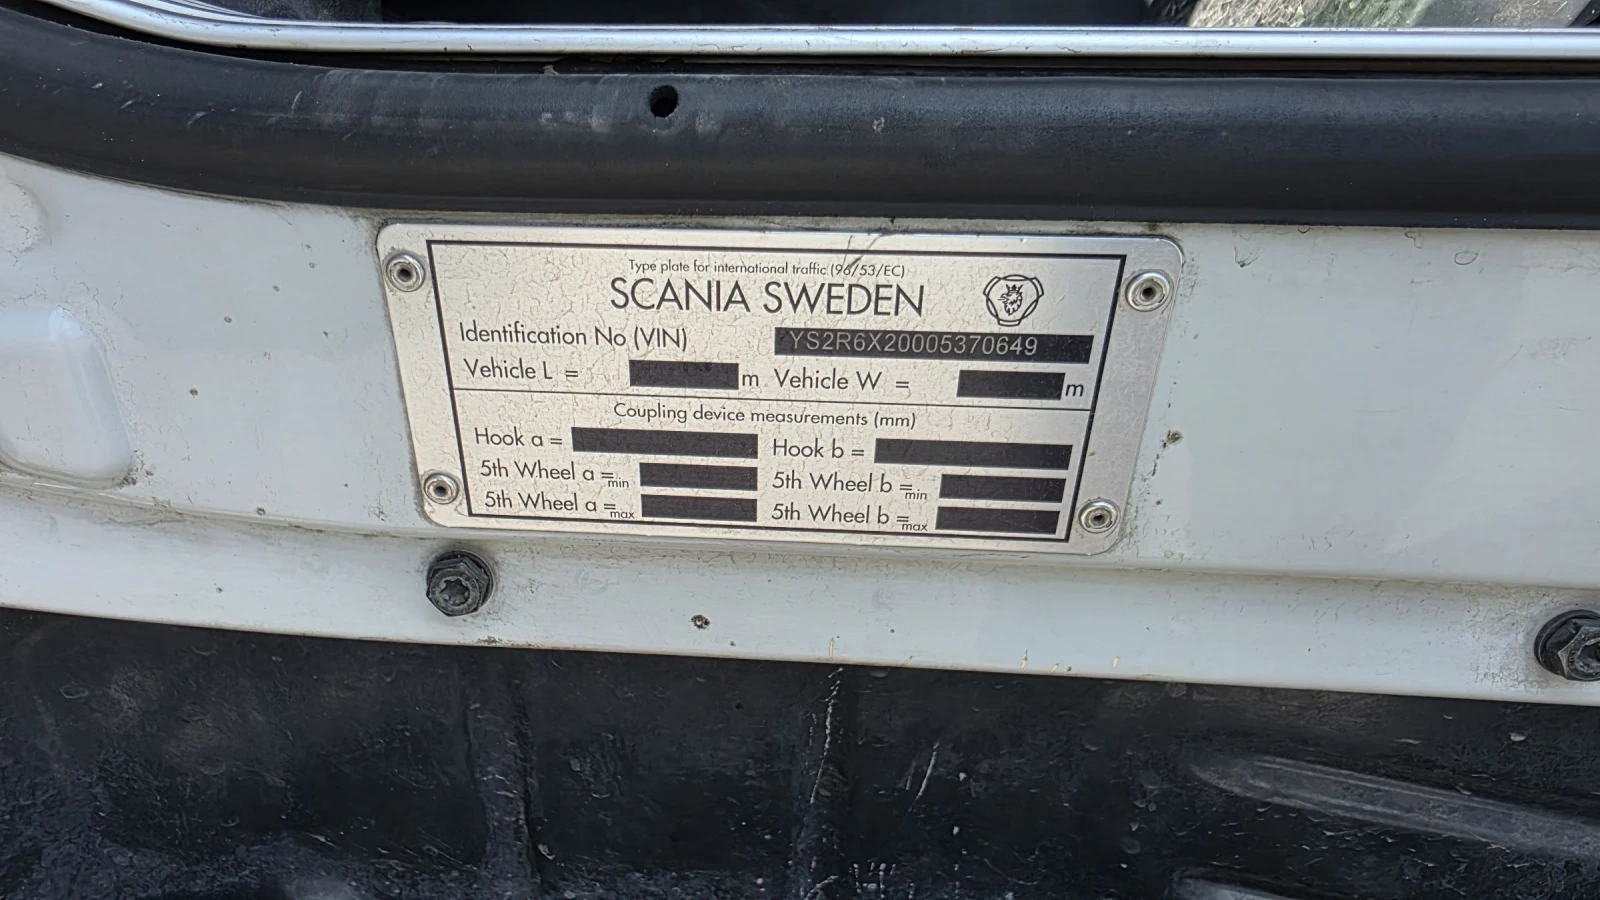 Type plate for international traffic (96/53/EC)
SCANIA SWEDEN
Identification No (VIN) YS2R6X20005370649
Vehicle L = m Vehicle W = m
Coupling device measurements (mm)
Hook a = Hook b =
5th Wheel a = min 5th Wheel b = min
5th Wheel a = max 5th Wheel b = max